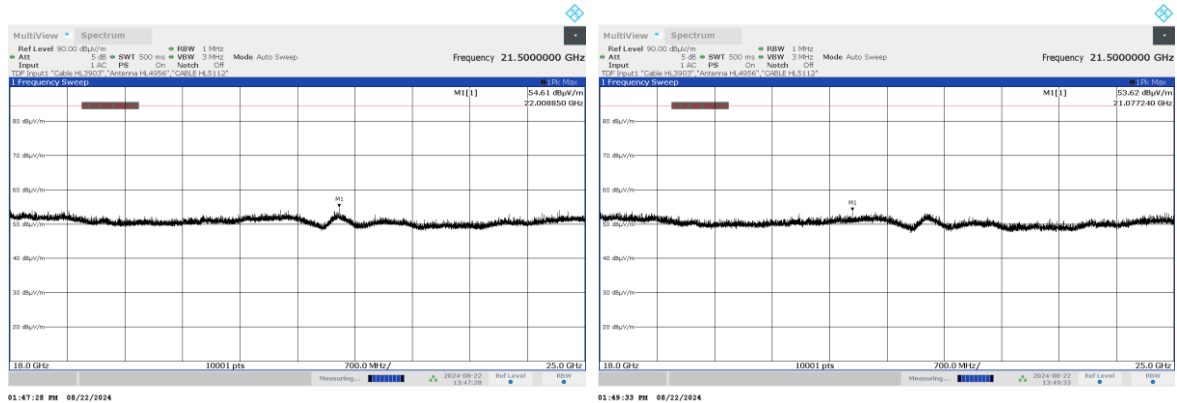 MultiView Spectrum
Ref Level 90.00 dBµV/m RBW 1 MHz
Att 5 dB SWT 500 ms VBW 3 MHz Mode Auto Sweep Frequency 21.5000000 GHz
Input 1 AC PS On Notch Off
TDF Input1 "Cable HL3903","Antenna HL4956","CABLE HL5112"
1 Frequency Sweep 1Pk Max
M1[1] 54.61 dBµV/m
22.008850 GHz
80 dBµV/m
70 dBµV/m
60 dBµV/m
M1
50 dBµV/m
40 dBµV/m
30 dBµV/m
20 dBµV/m
18.0 GHz 10001 pts 700.0 MHz/ 25.0 GHz
Measuring... 2024-08-22 Ref Level RBW
13:47:28
01:47:28 PM 08/22/2024
MultiView Spectrum
Ref Level 90.00 dBµV/m RBW 1 MHz
Att 5 dB SWT 500 ms VBW 3 MHz Mode Auto Sweep Frequency 21.5000000 GHz
Input 1 AC PS On Notch Off
TDF Input1 "Cable HL3903","Antenna HL4956","CABLE HL5112"
1 Frequency Sweep 1Pk Max
M1[1] 53.62 dBµV/m
21.077240 GHz
80 dBµV/m
70 dBµV/m
60 dBµV/m
M1
50 dBµV/m
40 dBµV/m
30 dBµV/m
20 dBµV/m
18.0 GHz 10001 pts 700.0 MHz/ 25.0 GHz
Measuring... 2024-08-22 Ref Level RBW
13:49:33
01:49:33 PM 08/22/2024